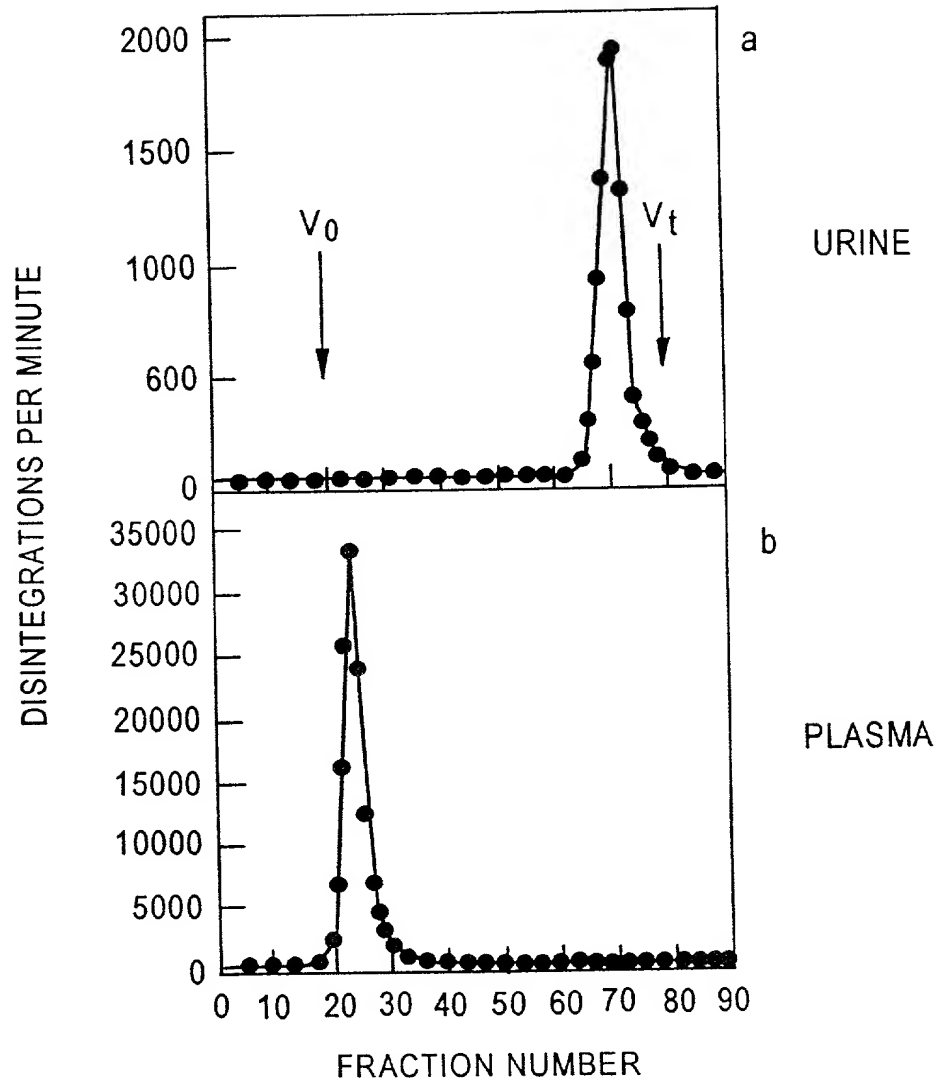 a
2000
1500
1000
600
0
V0
Vt
URINE
DISINTEGRATIONS PER MINUTE
b
35000
30000
25000
20000
15000
10000
5000
0
PLASMA
0 10 20 30 40 50 60 70 80 90
FRACTION NUMBER